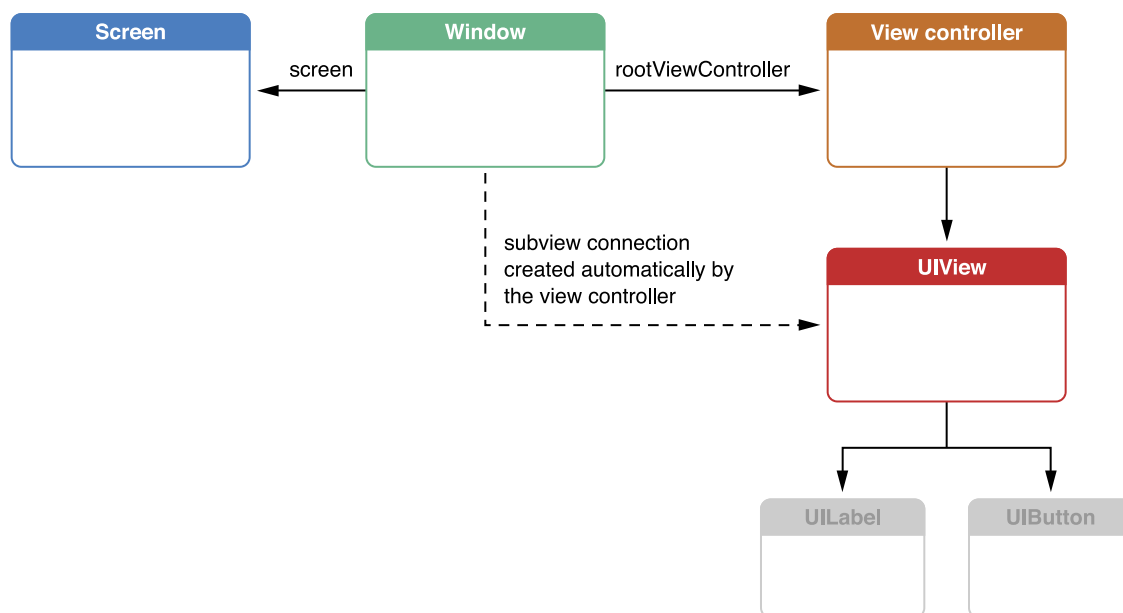 Screen
Window
View controller
screen
rootViewController
subview connection
created automatically by
the view controller
UIView
UILabel
UIButton